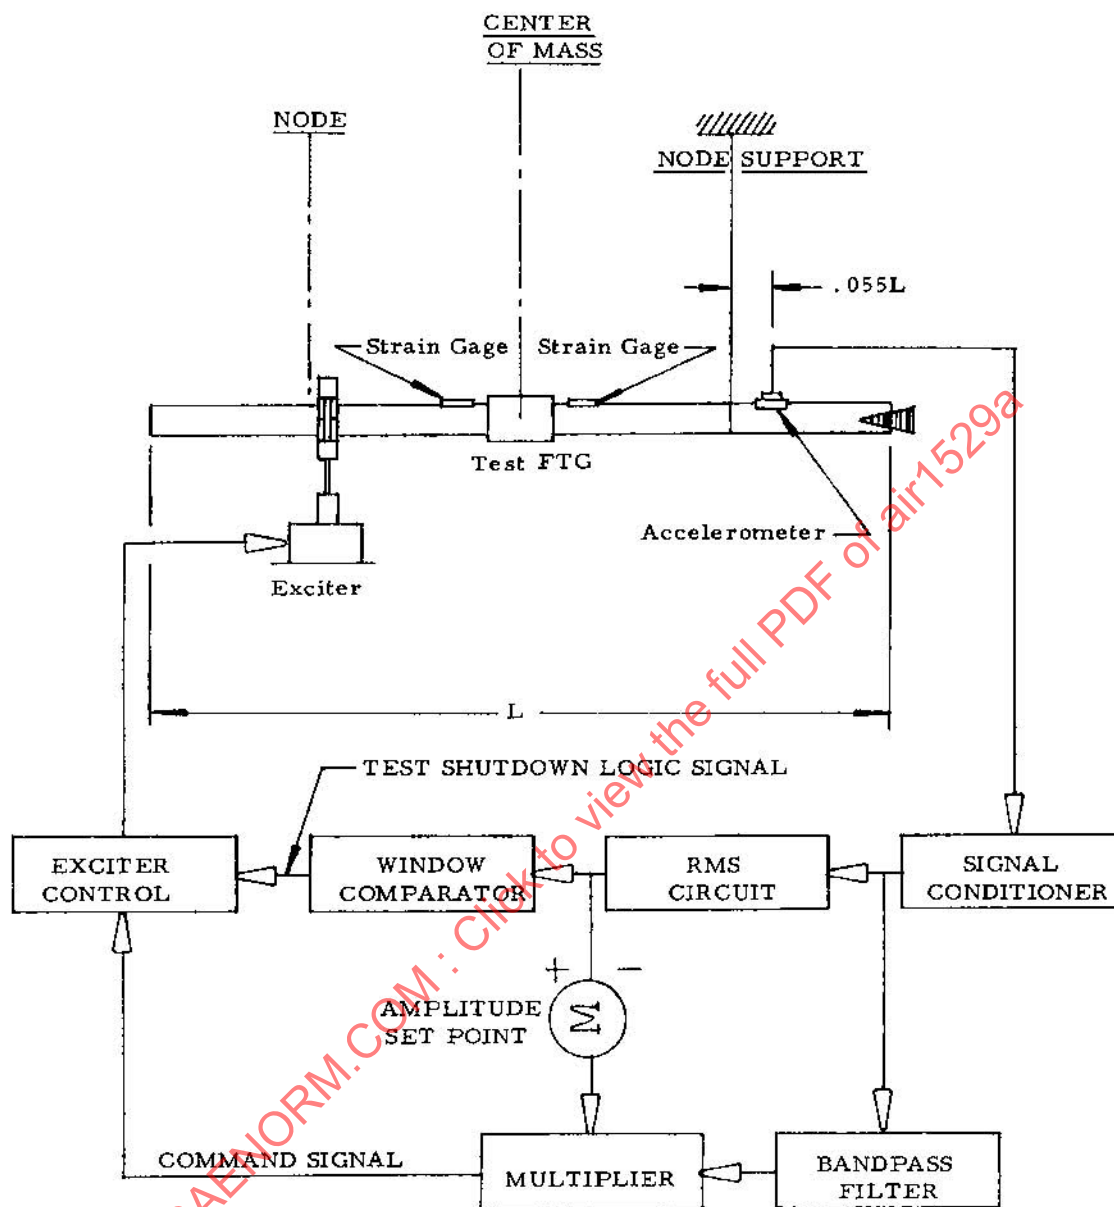 CENTER
OF MASS
NODE
NODE SUPPORT
.055L
Strain Gage
Strain Gage
Test FTG
Accelerometer
Exciter
L
TEST SHUTDOWN LOGIC SIGNAL
EXCITER
CONTROL
WINDOW
COMPARATOR
RMS
CIRCUIT
SIGNAL
CONDITIONER
+
-
AMPLITUDE
SET POINT
Σ
COMMAND SIGNAL
MULTIPLIER
BANDPASS
FILTER
SAENORM.COM : Click to view the full PDF of air1529a